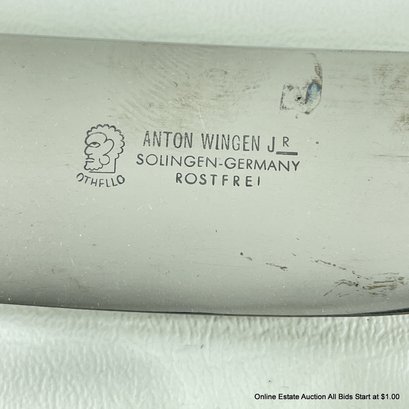 ANTON WINGEN JR
SOLINGEN-GERMANY
ROSTFREI
OTHELLO
Online Estate Auction All Bids Start at $1.00